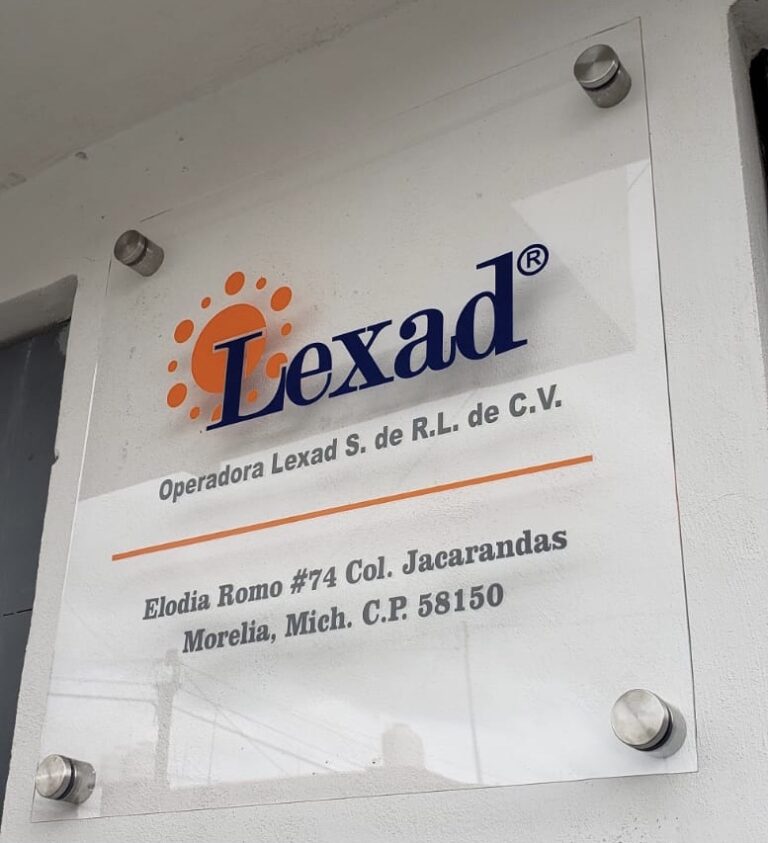 Lexad®
Operadora Lexad S. de R.L. de C.V.
Elodia Romo #74 Col. Jacarandas
Morelia, Mich. C.P. 58150